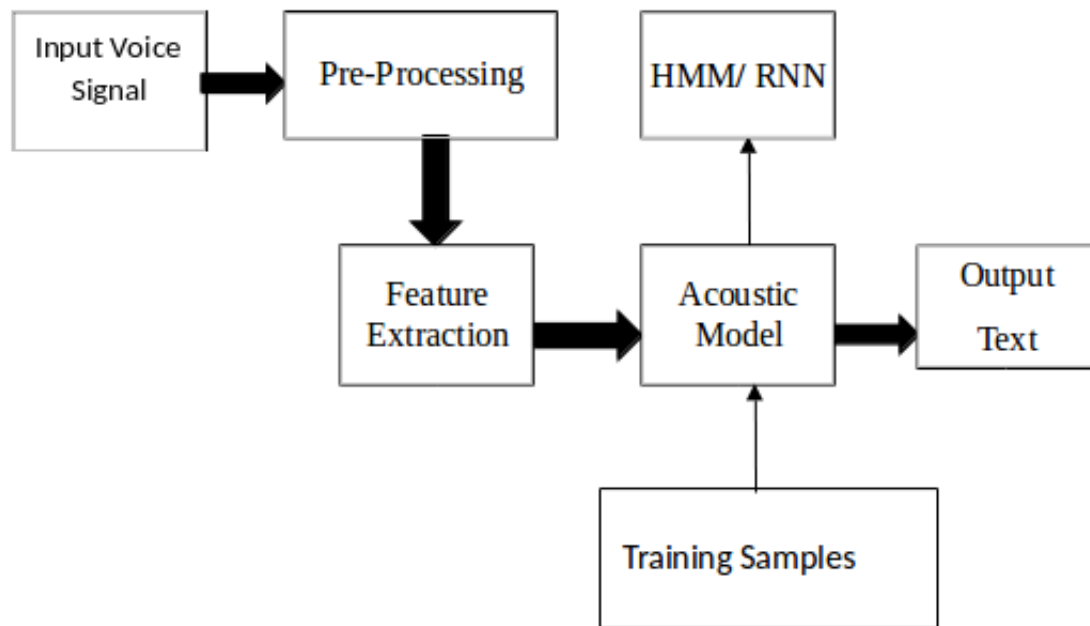 Input Voice
Signal
Pre-Processing
HMM/ RNN
Feature
Extraction
Acoustic
Model
Output
Text
Training Samples